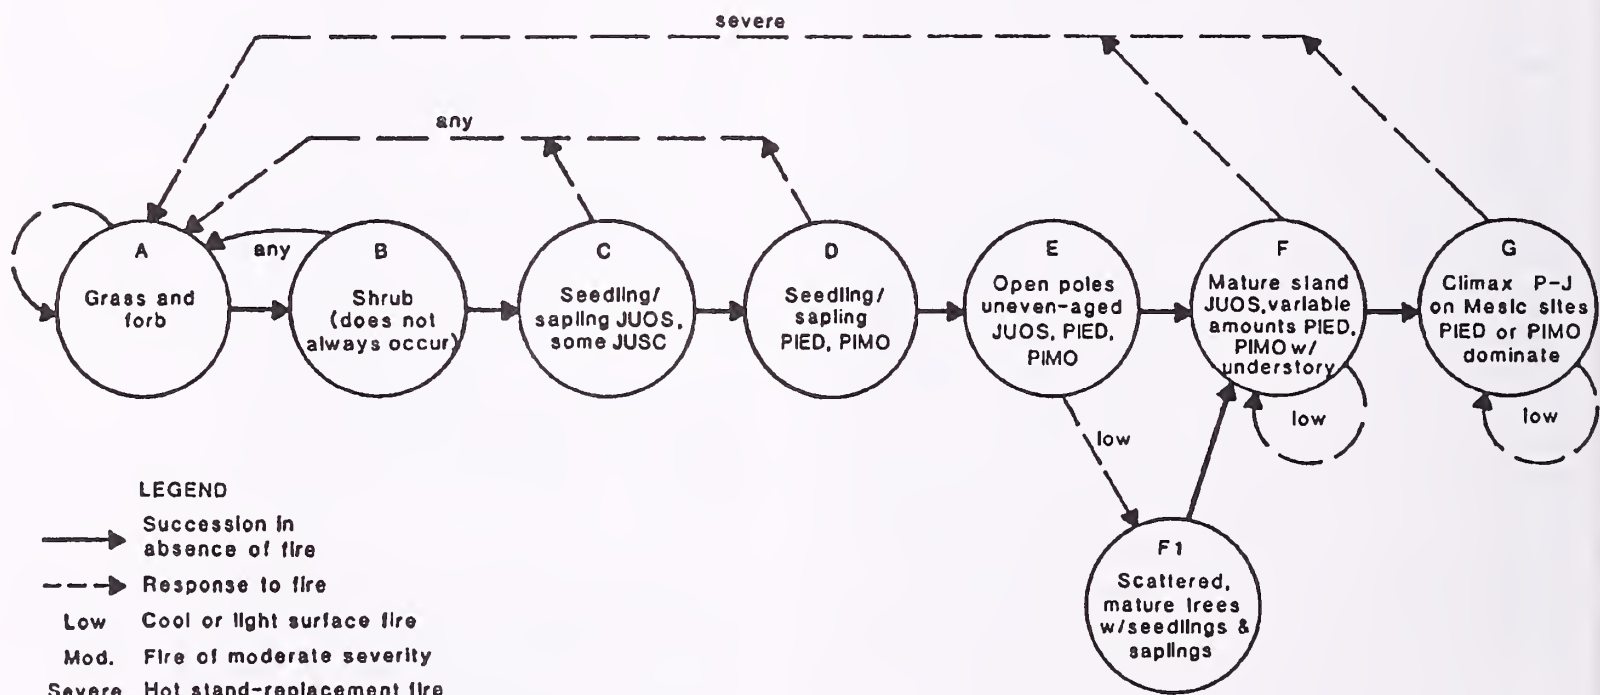 severe
any
any
A
Grass and
forb
B
Shrub
(does not
always occur)
C
Seedling/
sapling JUOS,
some JUSC
D
Seedling/
sapling
PIED, PIMO
E
Open poles
uneven-aged
JUOS, PIED,
PIMO
F
Mature stand
JUOS, variable
amounts PIED,
PIMO w/
understory
G
Climax P-J
on Mesic sites
PIED or PIMO
dominate
low
low
low
F1
Scattered,
mature trees
w/seedlings &
saplings
LEGEND
Succession in
absence of fire
Response to fire
Low Cool or light surface fire
Mod. Fire of moderate severity
Severe Hot stand-replacement fire